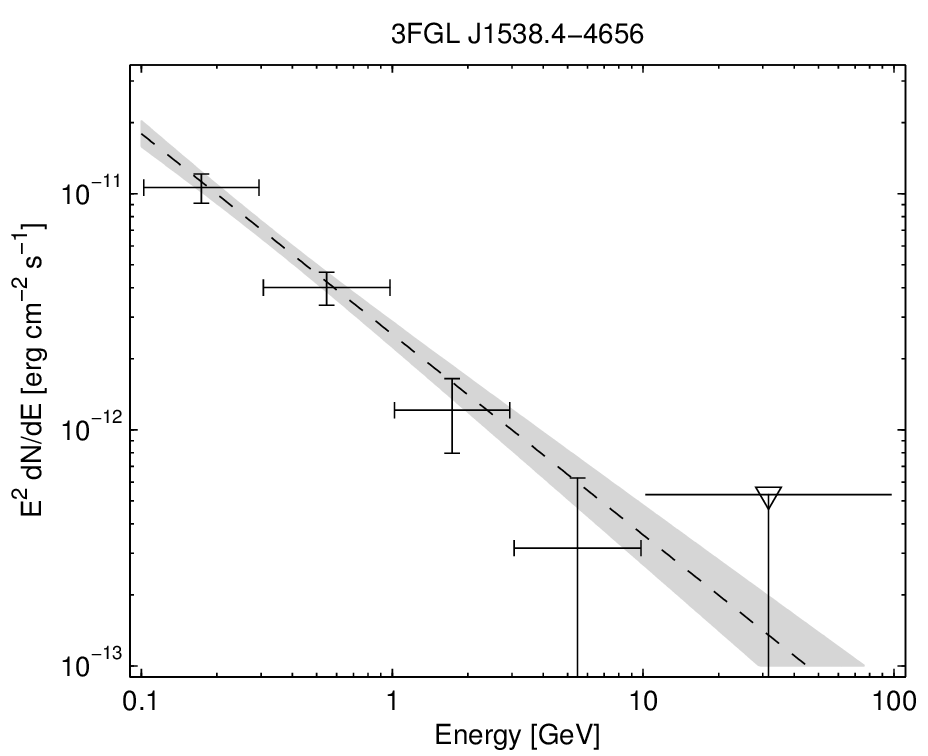 3FGL J1538.4−4656
E² dN/dE [erg cm⁻² s⁻¹]
10⁻¹¹
10⁻¹²
10⁻¹³
0.1 1 10 100
Energy [GeV]